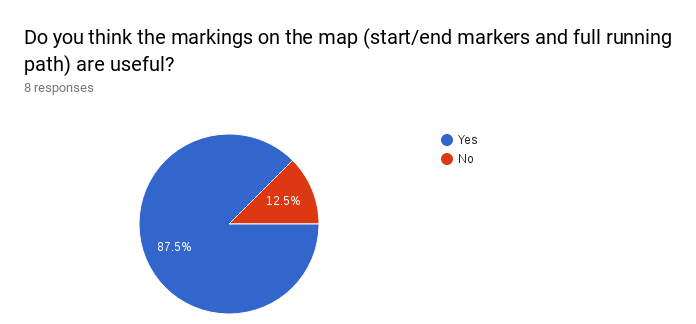 Do you think the markings on the map (start/end markers and full running
path) are useful?
8 responses
Yes
No
12.5%
87.5%